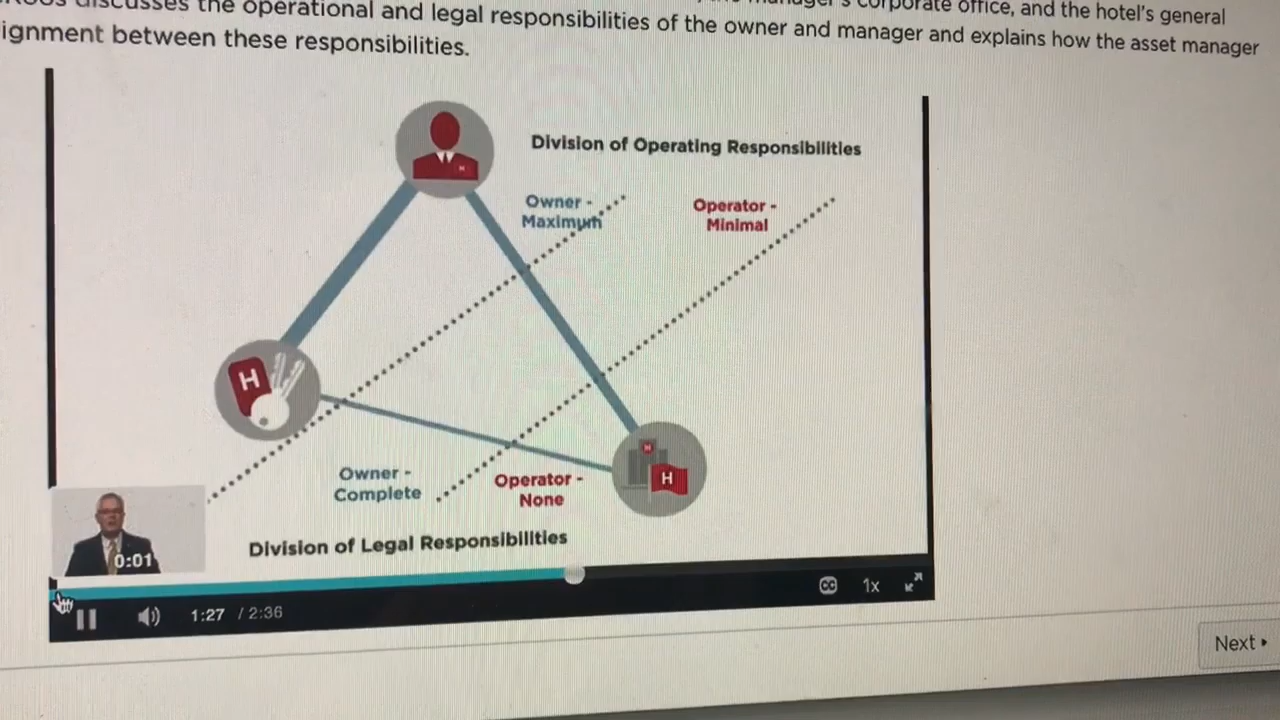 discusses the operational and legal responsibilities of the owner and manager and explains how the asset manager
corporate office, and the hotel's general
ignment between these responsibilities.
Division of Operating Responsibilities
Owner -
Maximum
Operator -
Minimal
H
H
H
H
Owner -
Complete
Operator -
None
Division of Legal Responsibilities
0:01
CC
1x
1:27 / 2:36
Next